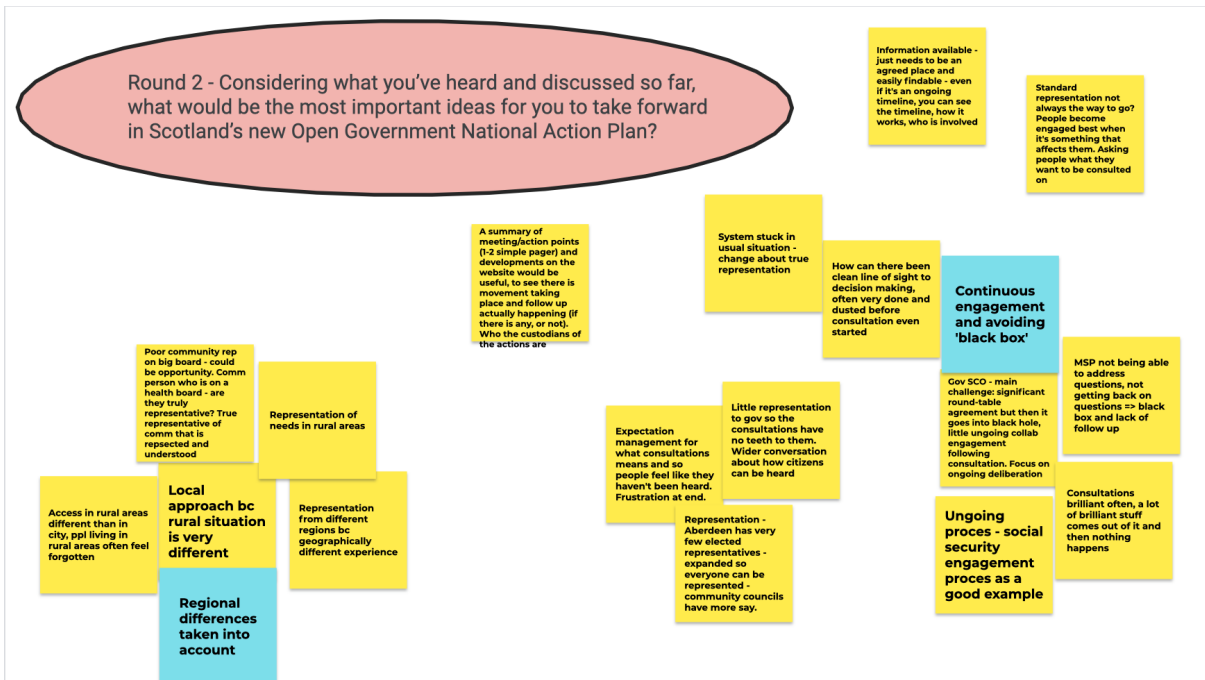 Round 2 - Considering what you've heard and discussed so far,
what would be the most important ideas for you to take forward
in Scotland's new Open Government National Action Plan?
Information available -
just needs to be an
agreed place and
easily findable - even
if it's an ongoing
timeline, you can see
the timeline, how it
works, who is involved
Standard
representation not
always the way to go?
People become
engaged best when
it's something that
affects them. Asking
people what they
want to be consulted
on
A summary of
meeting/action points
(1-2 simple pager) and
developments on the
website would be
useful, to see there is
movement taking
place and follow up
actually happening (if
there is any, or not).
Who the custodians of
the actions are
System stuck in
usual situation -
change about true
representation
How can there been
clean line of sight to
decision making,
often very done and
dusted before
consultation even
started
Continuous
engagement
and avoiding
'black box'
MSP not being able
to address
questions, not
getting back on
questions => black
box and lack of
follow up
Gov SCO - main
challenge: significant
round-table
agreement but then it
goes into black hole,
little ungoing collab
engagement
following
consultation. Focus on
ongoing deliberation
Consultations
brilliant often, a lot
of brilliant stuff
comes out of it and
then nothing
happens
Ungoing
proces - social
security
engagement
proces as a
good example
Poor community rep
on big board - could
be opportunity. Comm
person who is on a
health board - are
they truly
representative? True
representative of
comm that is
repsected and
understood
Representation of
needs in rural areas
Access in rural areas
different than in
city, ppl living in
rural areas often feel
forgotten
Local
approach bc
rural situation
is very
different
Representation
from different
regions bc
geographically
different experience
Regional
differences
taken into
account
Expectation
management for
what consultations
means and so
people feel like they
haven't been heard.
Frustration at end.
Little representation
to gov so the
consultations have
no teeth to them.
Wider conversation
about how citizens
can be heard
Representation -
Aberdeen has very
few elected
representatives -
expanded so
everyone can be
represented -
community councils
have more say.